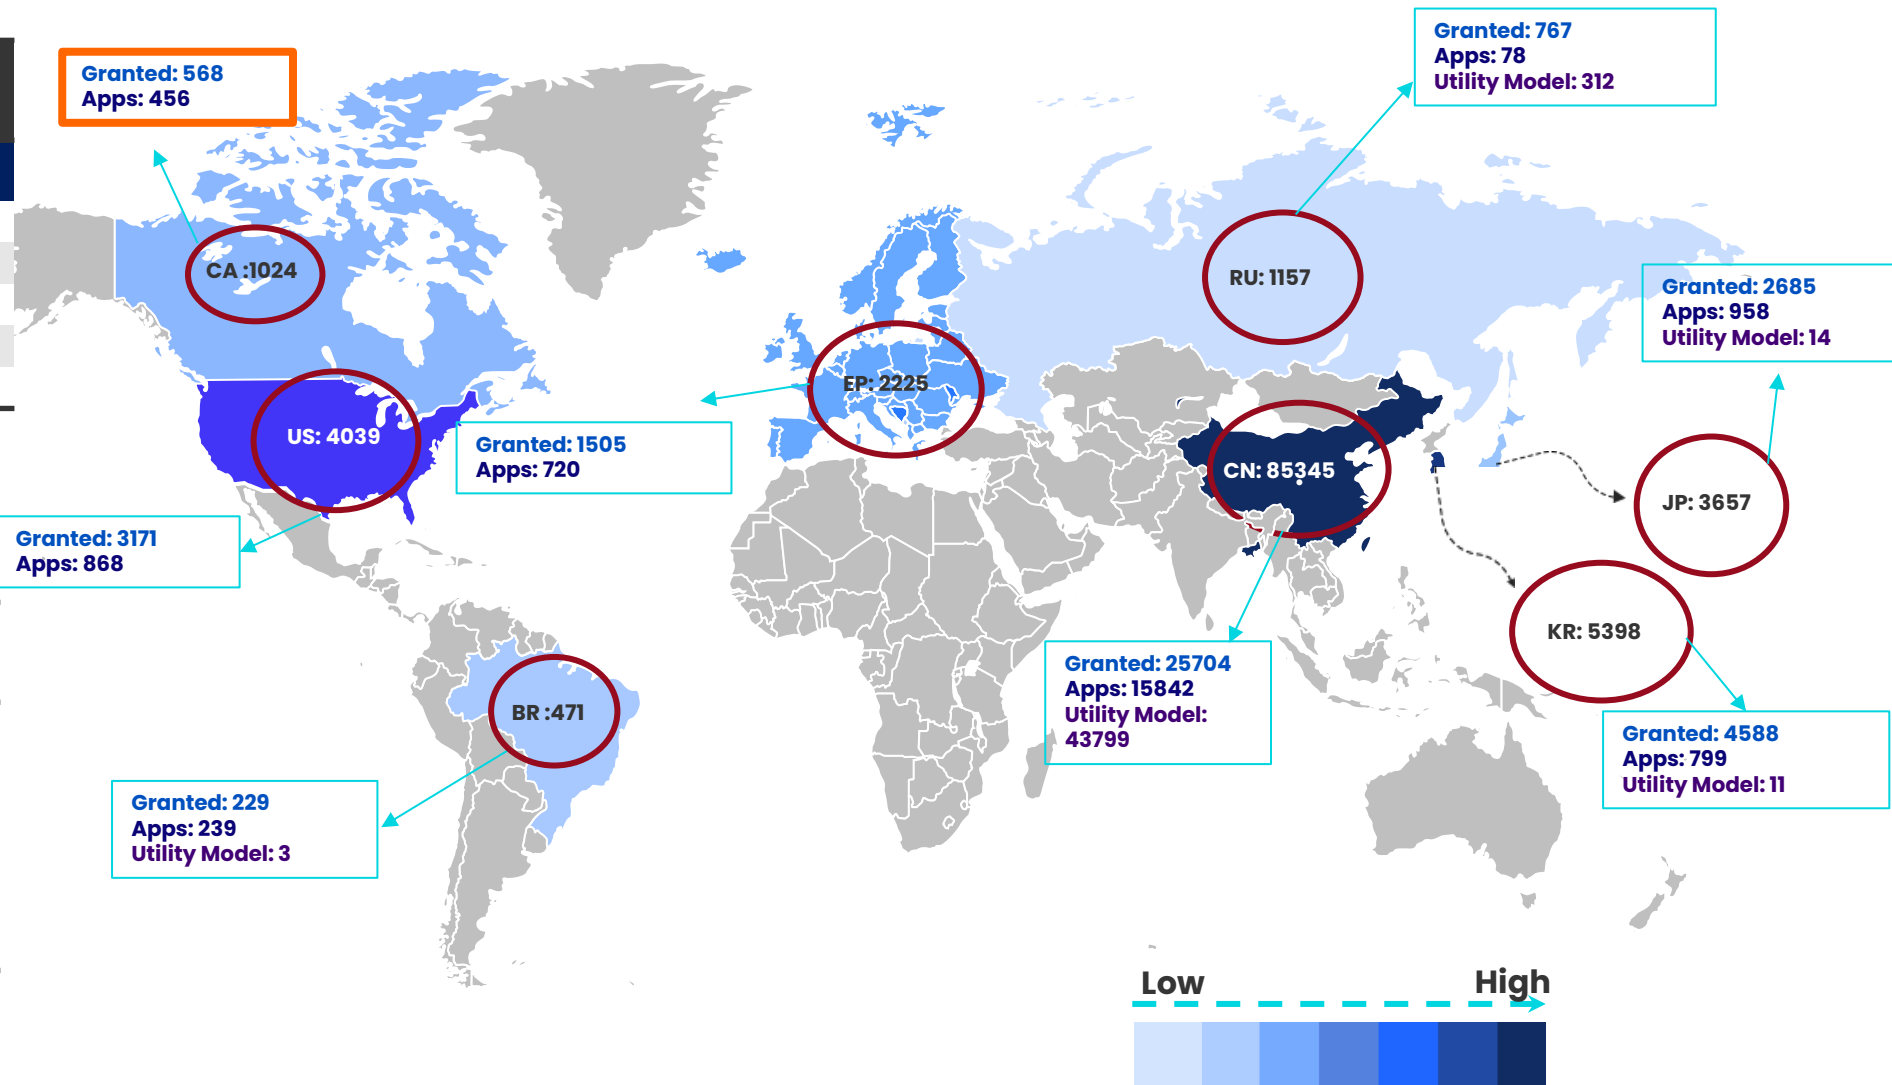 Granted: 767
Apps: 78
Utility Model: 312
Granted: 568
Apps: 456
CA :1024
RU: 1157
Granted: 2685
Apps: 958
Utility Model: 14
EP: 2225
US: 4039
Granted: 1505
Apps: 720
CN: 85345
JP: 3657
Granted: 3171
Apps: 868
KR: 5398
Granted: 25704
Apps: 15842
Utility Model:
43799
BR :471
Granted: 4588
Apps: 799
Utility Model: 11
Granted: 229
Apps: 239
Utility Model: 3
Low
High